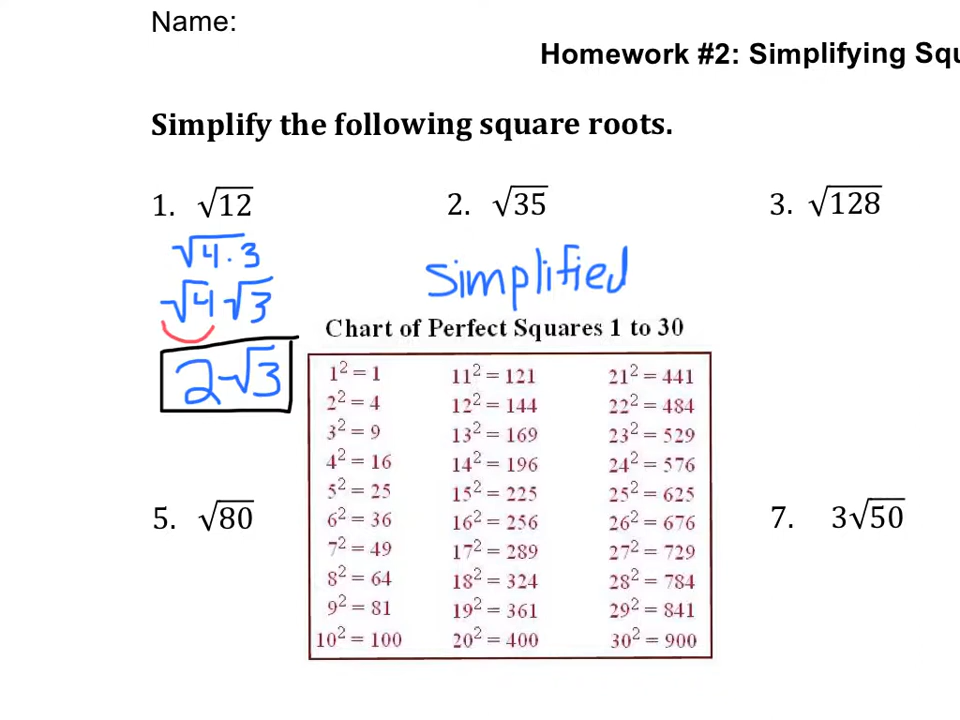 Name:
Homework #2: Simplifying Squ
Simplify the following square roots.
1. √12
2. √35
3. √128
√4·3
√4 √3
2√3
simplified
Chart of Perfect Squares 1 to 30
1² = 1 11² = 121 21² = 441
2² = 4 12² = 144 22² = 484
3² = 9 13² = 169 23² = 529
4² = 16 14² = 196 24² = 576
5² = 25 15² = 225 25² = 625
6² = 36 16² = 256 26² = 676
7² = 49 17² = 289 27² = 729
8² = 64 18² = 324 28² = 784
9² = 81 19² = 361 29² = 841
10² = 100 20² = 400 30² = 900
5. √80
7. 3√50